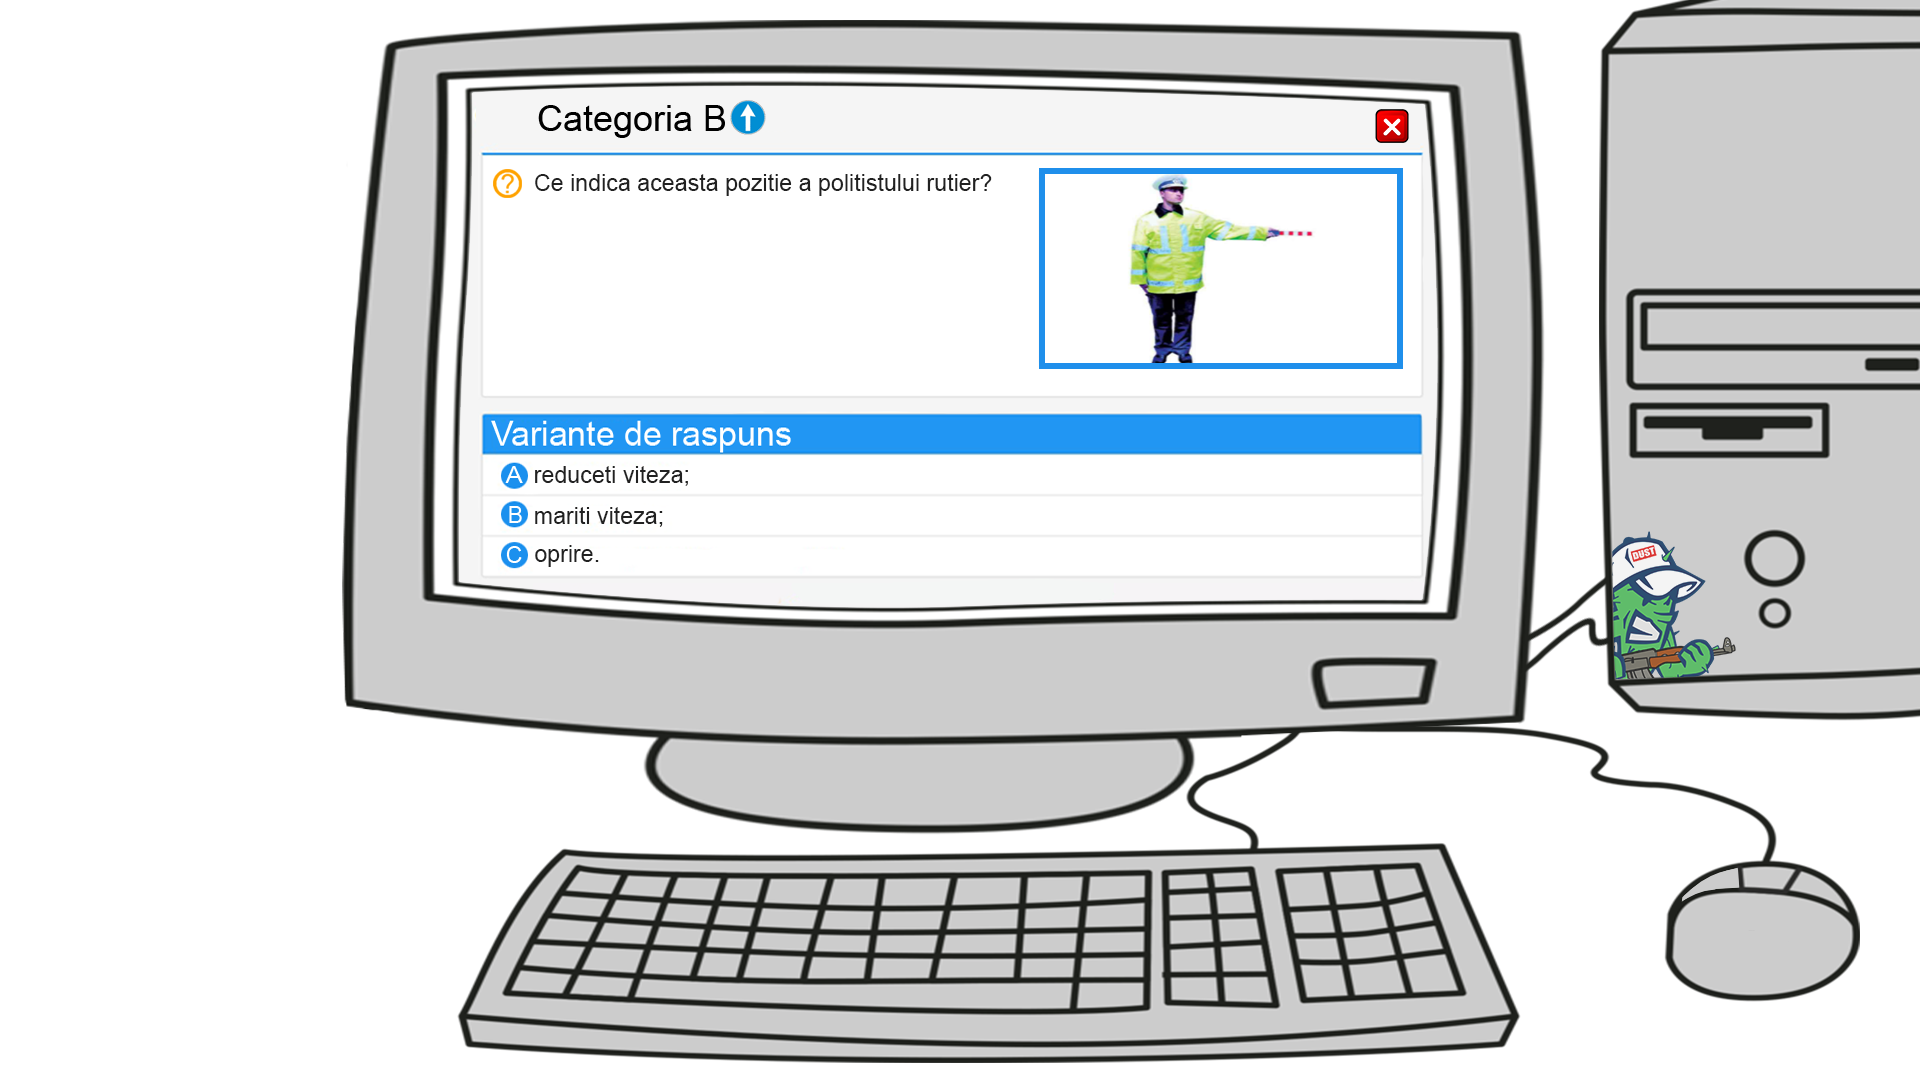 Categoria B
Ce indica aceasta pozitie a politistului rutier?
Variante de raspuns
A reduceti viteza;
B mariti viteza;
C oprire.
DUST